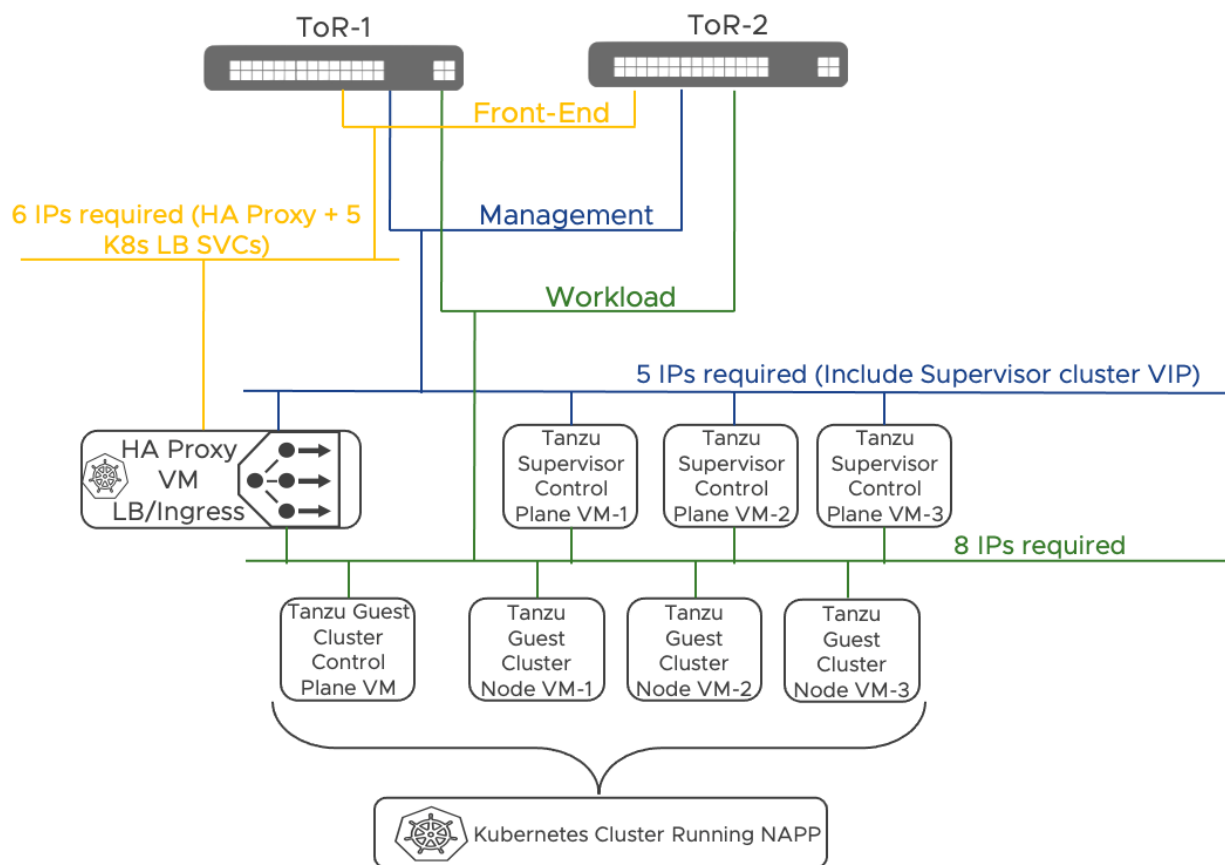 ToR-1
ToR-2
Front-End
6 IPs required (HA Proxy + 5
K8s LB SVCs)
Management
Workload
5 IPs required (Include Supervisor cluster VIP)
HA Proxy
VM
LB/Ingress
Tanzu
Supervisor
Control
Plane VM-1
Tanzu
Supervisor
Control
Plane VM-2
Tanzu
Supervisor
Control
Plane VM-3
8 IPs required
Tanzu Guest
Cluster
Control
Plane VM
Tanzu
Guest
Cluster
Node VM-1
Tanzu
Guest
Cluster
Node VM-2
Tanzu
Guest
Cluster
Node VM-3
Kubernetes Cluster Running NAPP